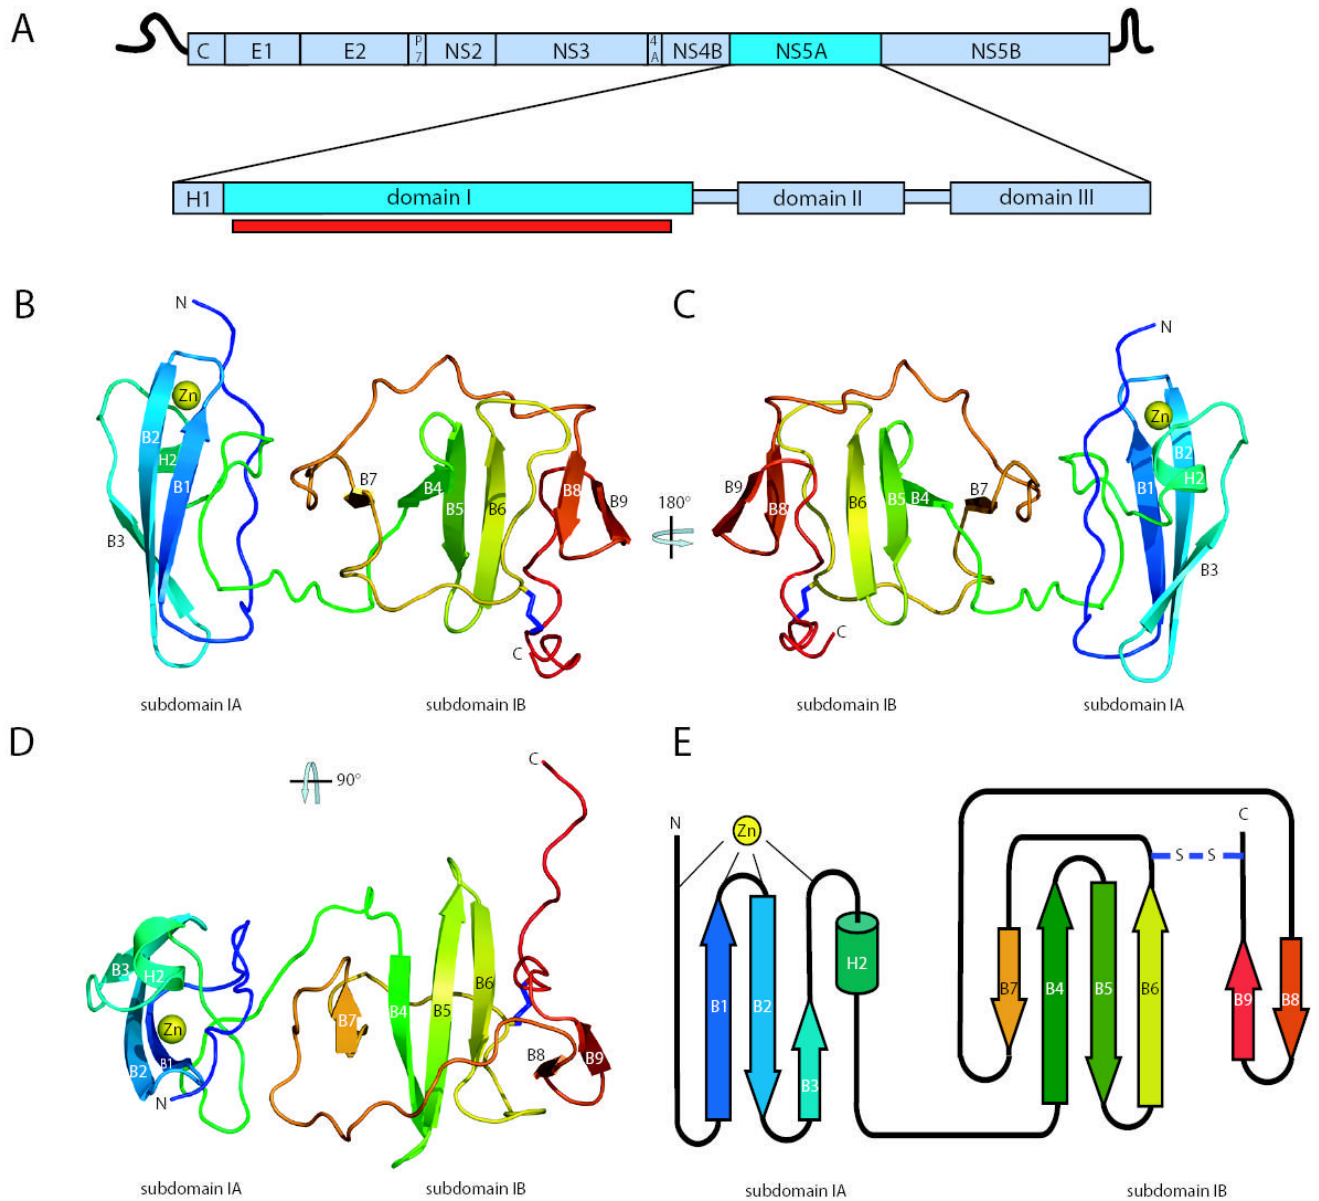 A
C E1 E2 P7 NS2 NS3 4A NS4B NS5A NS5B
H1 domain I domain II domain III
B
N
Zn
B2
H2
B1
B3
B7
B4
B5
B6
B8
B9
C
subdomain IA subdomain IB
180°
C
N
Zn
B2
B1
H2
B3
B9
B8
B6
B5
B4
B7
C
subdomain IB subdomain IA
D
90°
C
B3
H2
Zn
B1
B2
N
B7
B4
B5
B6
B8
B9
subdomain IA subdomain IB
E
N
Zn
C
S S
B1
B2
B3
H2
B7
B4
B5
B6
B9
B8
subdomain IA subdomain IB